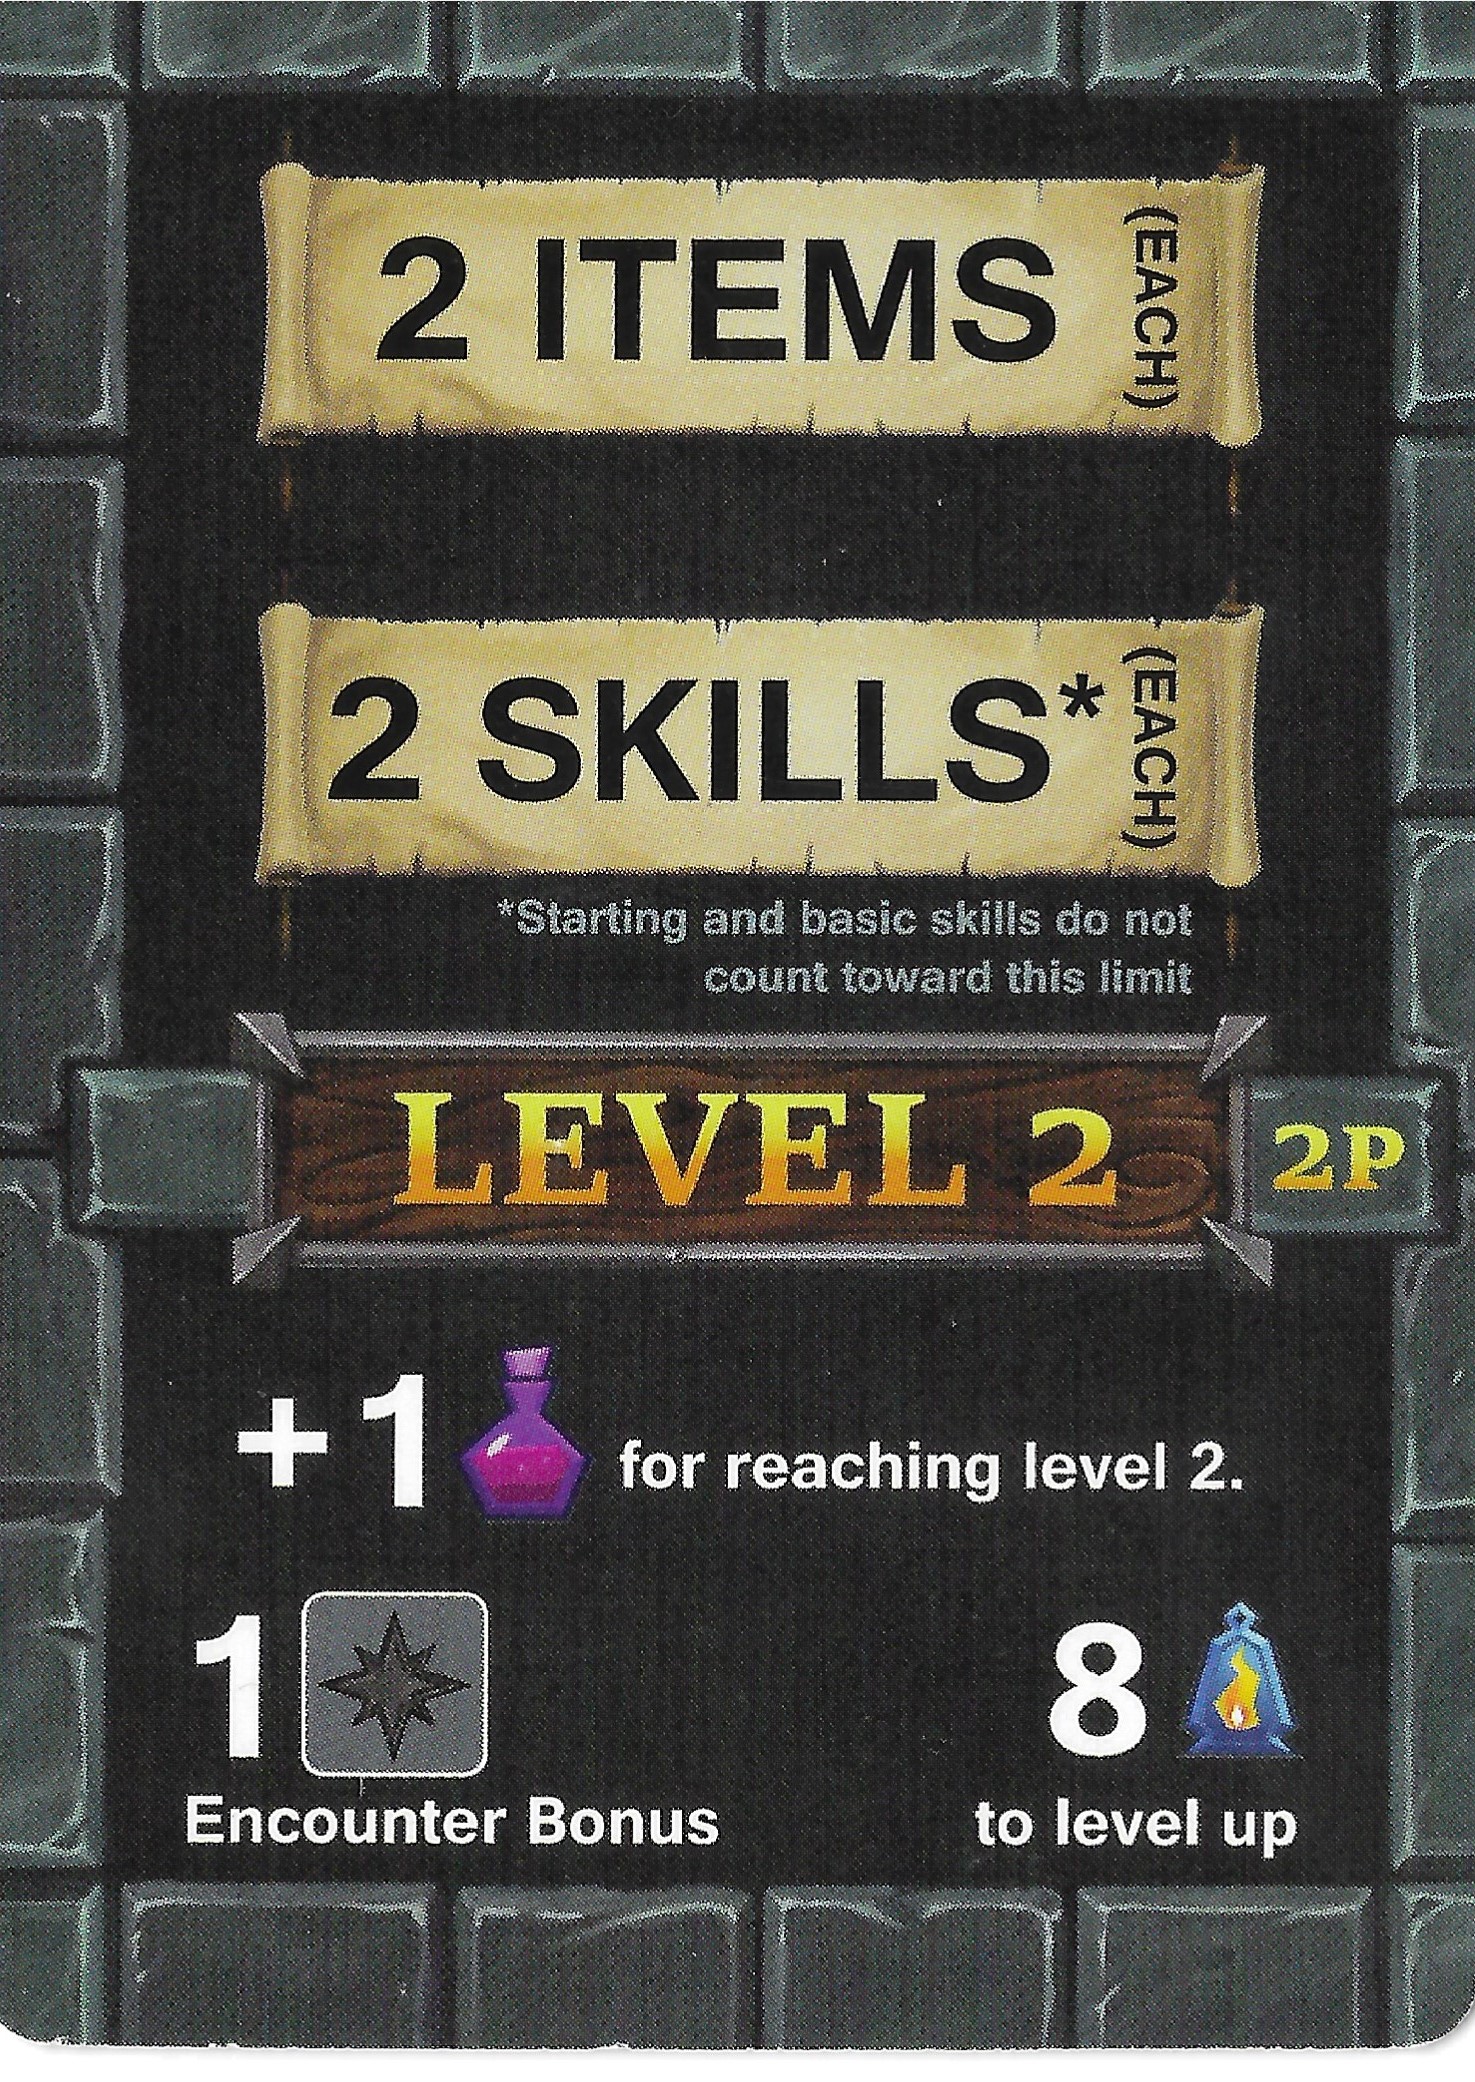 2 ITEMS (EACH)
2 SKILLS* (EACH)
*Starting and basic skills do not
count toward this limit
LEVEL 2 2P
+1 for reaching level 2.
1 8
Encounter Bonus to level up